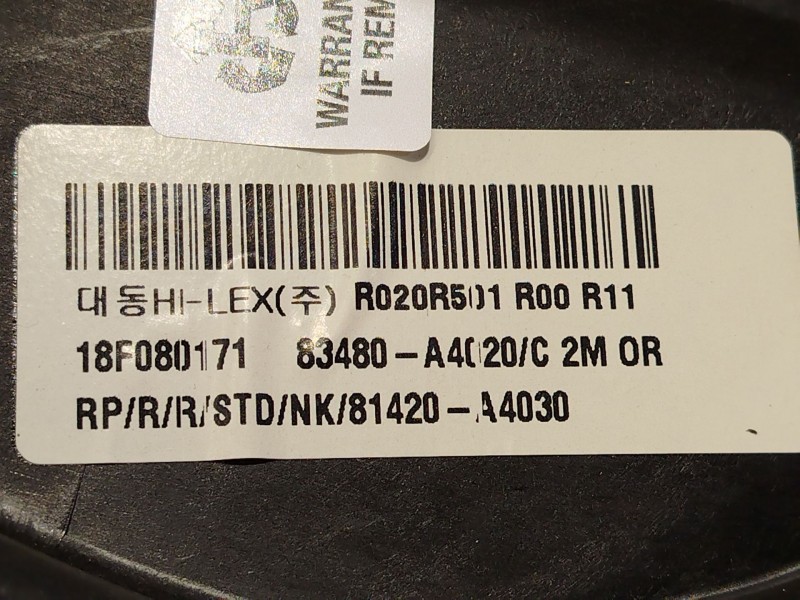 WARRAN
IF REM
대동HI-LEX(주) R020R501 R00 R11
18F080171 83480-A4020/C 2M OR
RP/R/R/STD/NK/81420-A4030